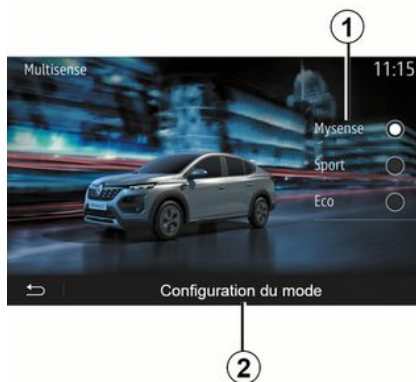 1
Multisense 11:15
Mysense
Sport
Eco
Configuration du mode
2